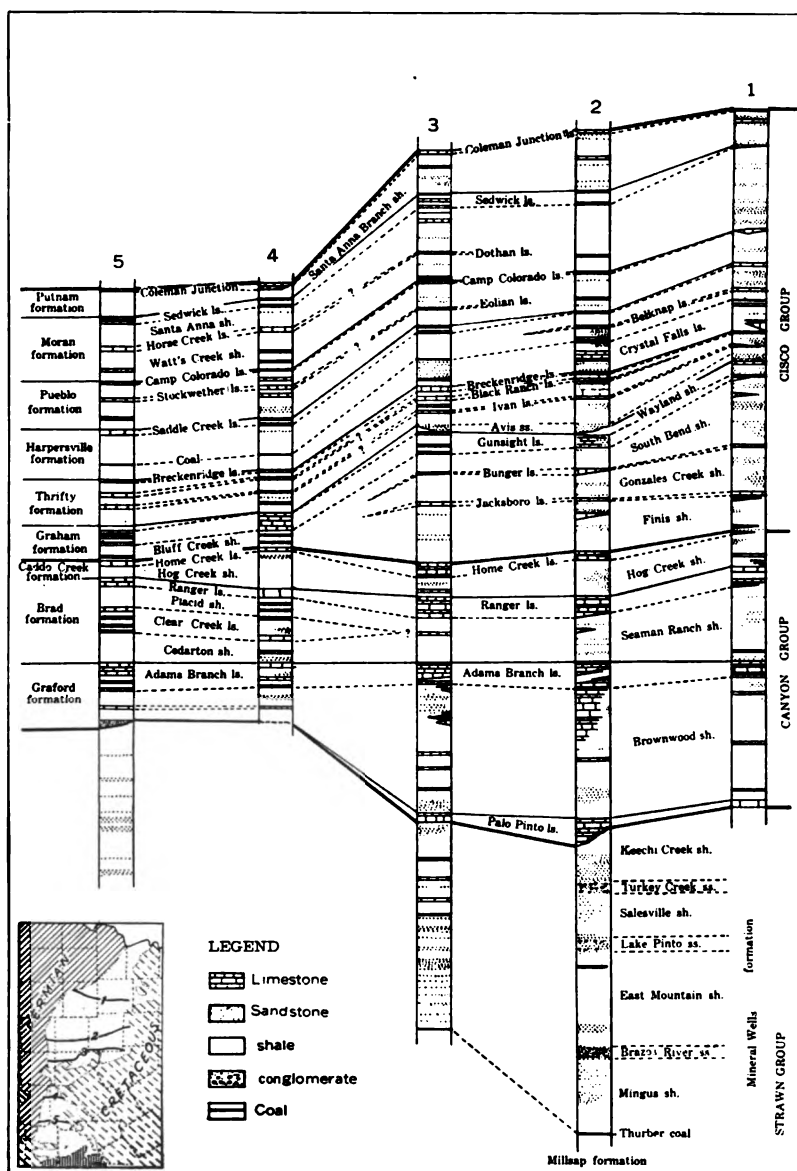 1
2
3
4
5
Coleman Junction ls.
Santa Anna Branch sh.
Sedwick ls.
Dothan ls.
Camp Colorado ls.
Eolian ls.
Belknap ls.
Crystal Falls ls.
Breckenridge ls.
Black Ranch ls.
Ivan ls.
Avis ss.
Wayland sh.
Gunsight ls.
South Bend sh.
Bunger ls.
Gonzales Creek sh.
Jacksboro ls.
Finis sh.
Home Creek ls.
Hog Creek sh.
Ranger ls.
Seaman Ranch sh.
Adama Branch ls.
Brownwood sh.
Palo Pinto ls.
Keechi Creek sh.
Turkey Creek ss.
Salesville sh.
Lake Pinto ss.
East Mountain sh.
Brazos River ss
Mingus sh.
Thurber coal
Millsap formation
Mineral Wells formation
CISCO GROUP
CANYON GROUP
STRAWN GROUP
Putnam formation
Moran formation
Pueblo formation
Harpersville formation
Thrifty formation
Graham formation
Caddo Creek formation
Brad formation
Graford formation
Coleman Junction
Sedwick ls.
Santa Anna sh.
Horse Creek ls.
Watt's Creek sh.
Camp Colorado ls.
Stockwether ls.
Saddle Creek ls.
Coal
Breckenridge ls.
Bluff Creek sh.
Home Creek ls.
Hog Creek sh.
Ranger ls.
Placid sh.
Clear Creek ls.
Cedarton sh.
Adama Branch ls.
?
?
?
?
?
LEGEND
Limestone
Sandstone
shale
conglomerate
Coal
PERMIAN
CRETACEOUS
1
2
3